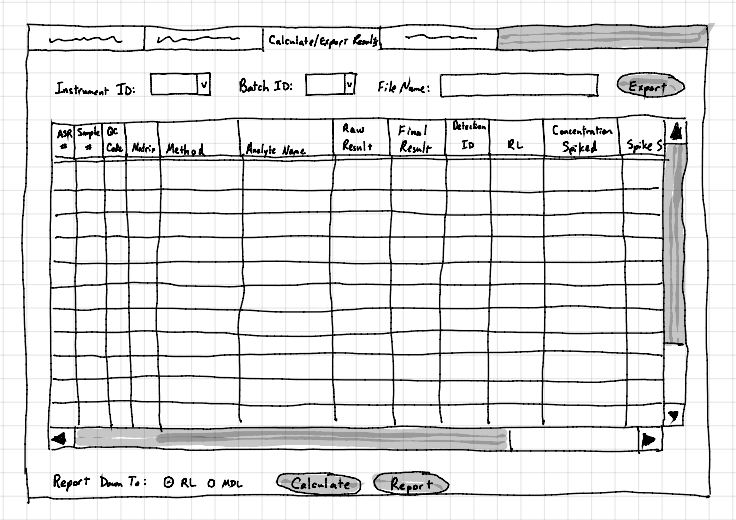 Calculate/Export Results
Instrument ID: Batch ID: File Name: Export
ASR # Sample # QC Code Matrix Method Analyte Name Raw Result Final Result Detection ID RL Concentration Spiked Spike S
Report Down To: RL MDL Calculate Report